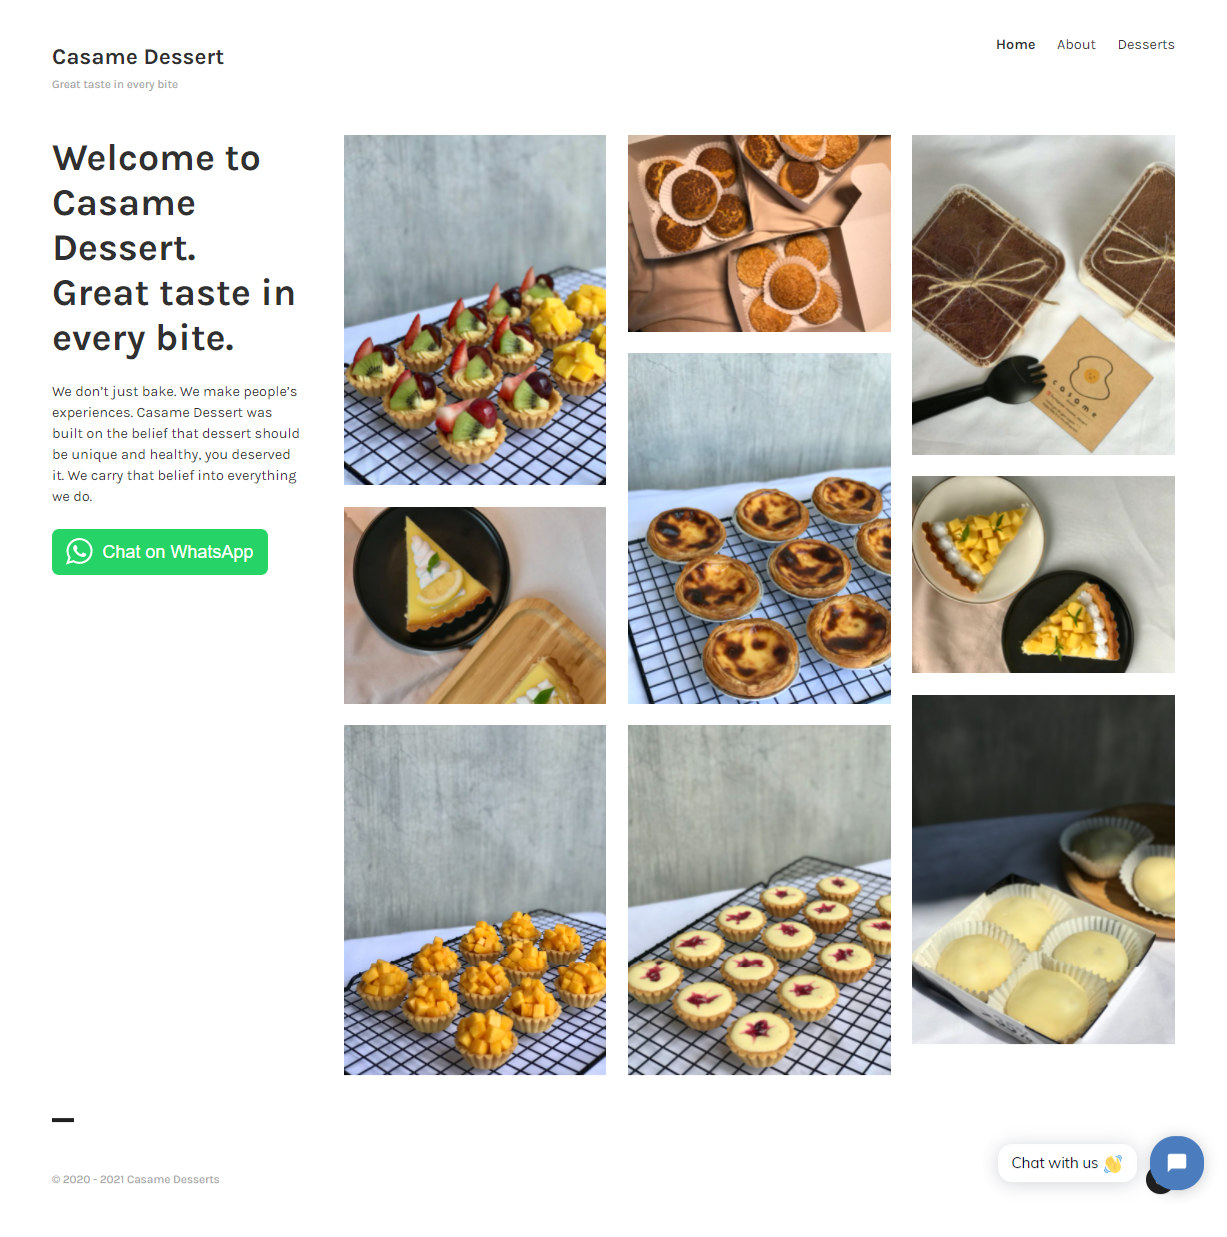 Casame Dessert
Great taste in every bite
Home About Desserts
Welcome to
Casame
Dessert.
Great taste in
every bite.
We don’t just bake. We make people’s
experiences. Casame Dessert was
built on the belief that dessert should
be unique and healthy, you deserved
it. We carry that belief into everything
we do.
Chat on WhatsApp
casame
© 2020 - 2021 Casame Desserts
Chat with us 👋